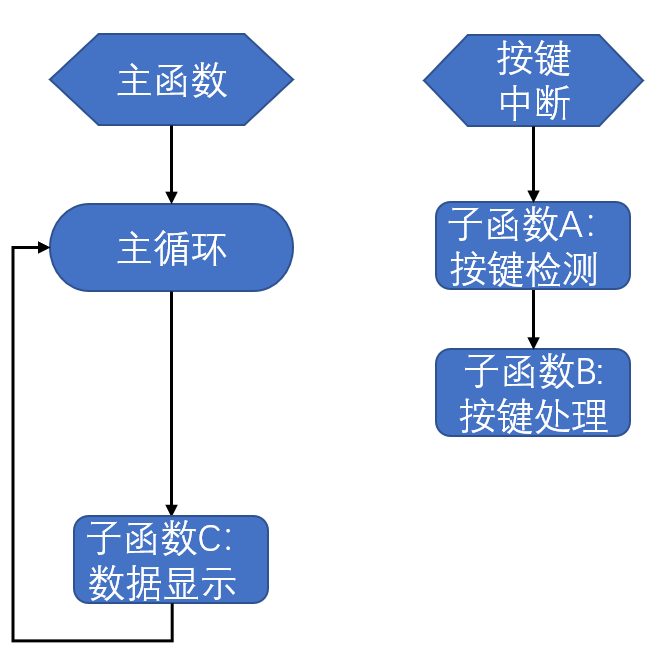 主函数
主循环
子函数C:
数据显示
按键
中断
子函数A:
按键检测
子函数B:
按键处理